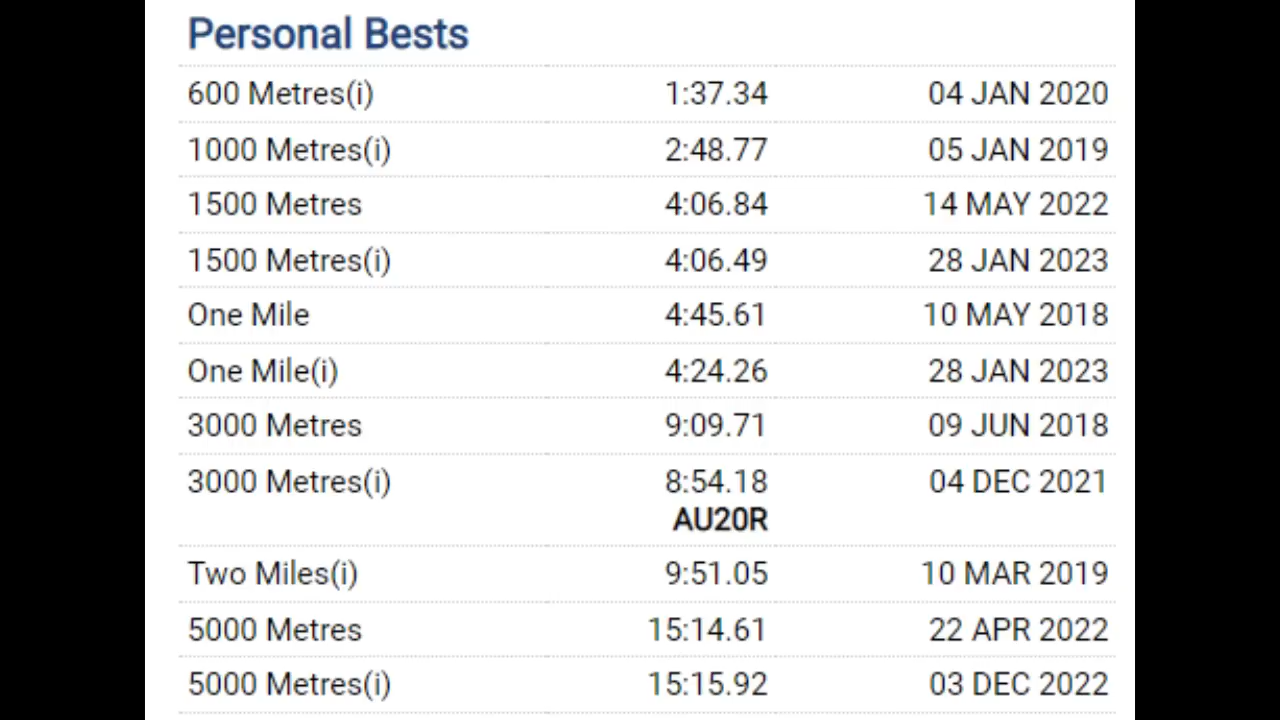 Personal Bests
600 Metres(i) 1:37.34 04 JAN 2020
1000 Metres(i) 2:48.77 05 JAN 2019
1500 Metres 4:06.84 14 MAY 2022
1500 Metres(i) 4:06.49 28 JAN 2023
One Mile 4:45.61 10 MAY 2018
One Mile(i) 4:24.26 28 JAN 2023
3000 Metres 9:09.71 09 JUN 2018
3000 Metres(i) 8:54.18 04 DEC 2021
AU20R
Two Miles(i) 9:51.05 10 MAR 2019
5000 Metres 15:14.61 22 APR 2022
5000 Metres(i) 15:15.92 03 DEC 2022